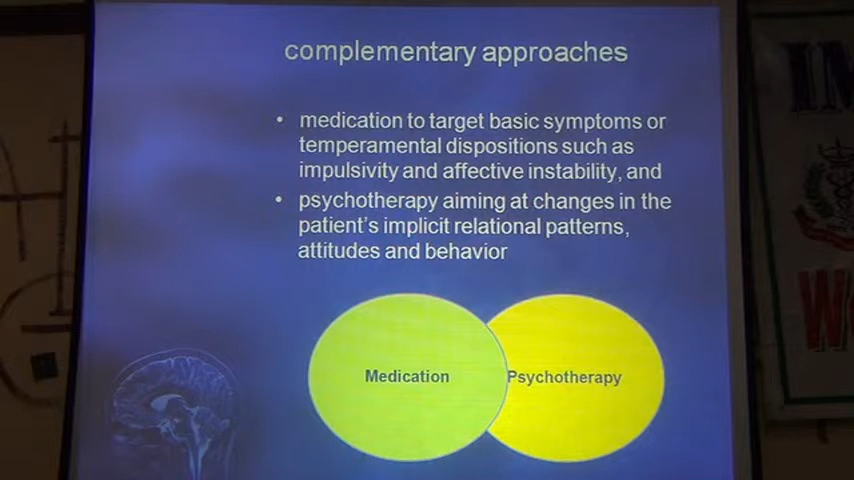 complementary approaches
• medication to target basic symptoms or
temperamental dispositions such as
impulsivity and affective instability, and
• psychotherapy aiming at changes in the
patient's implicit relational patterns,
attitudes and behavior
Medication
Psychotherapy